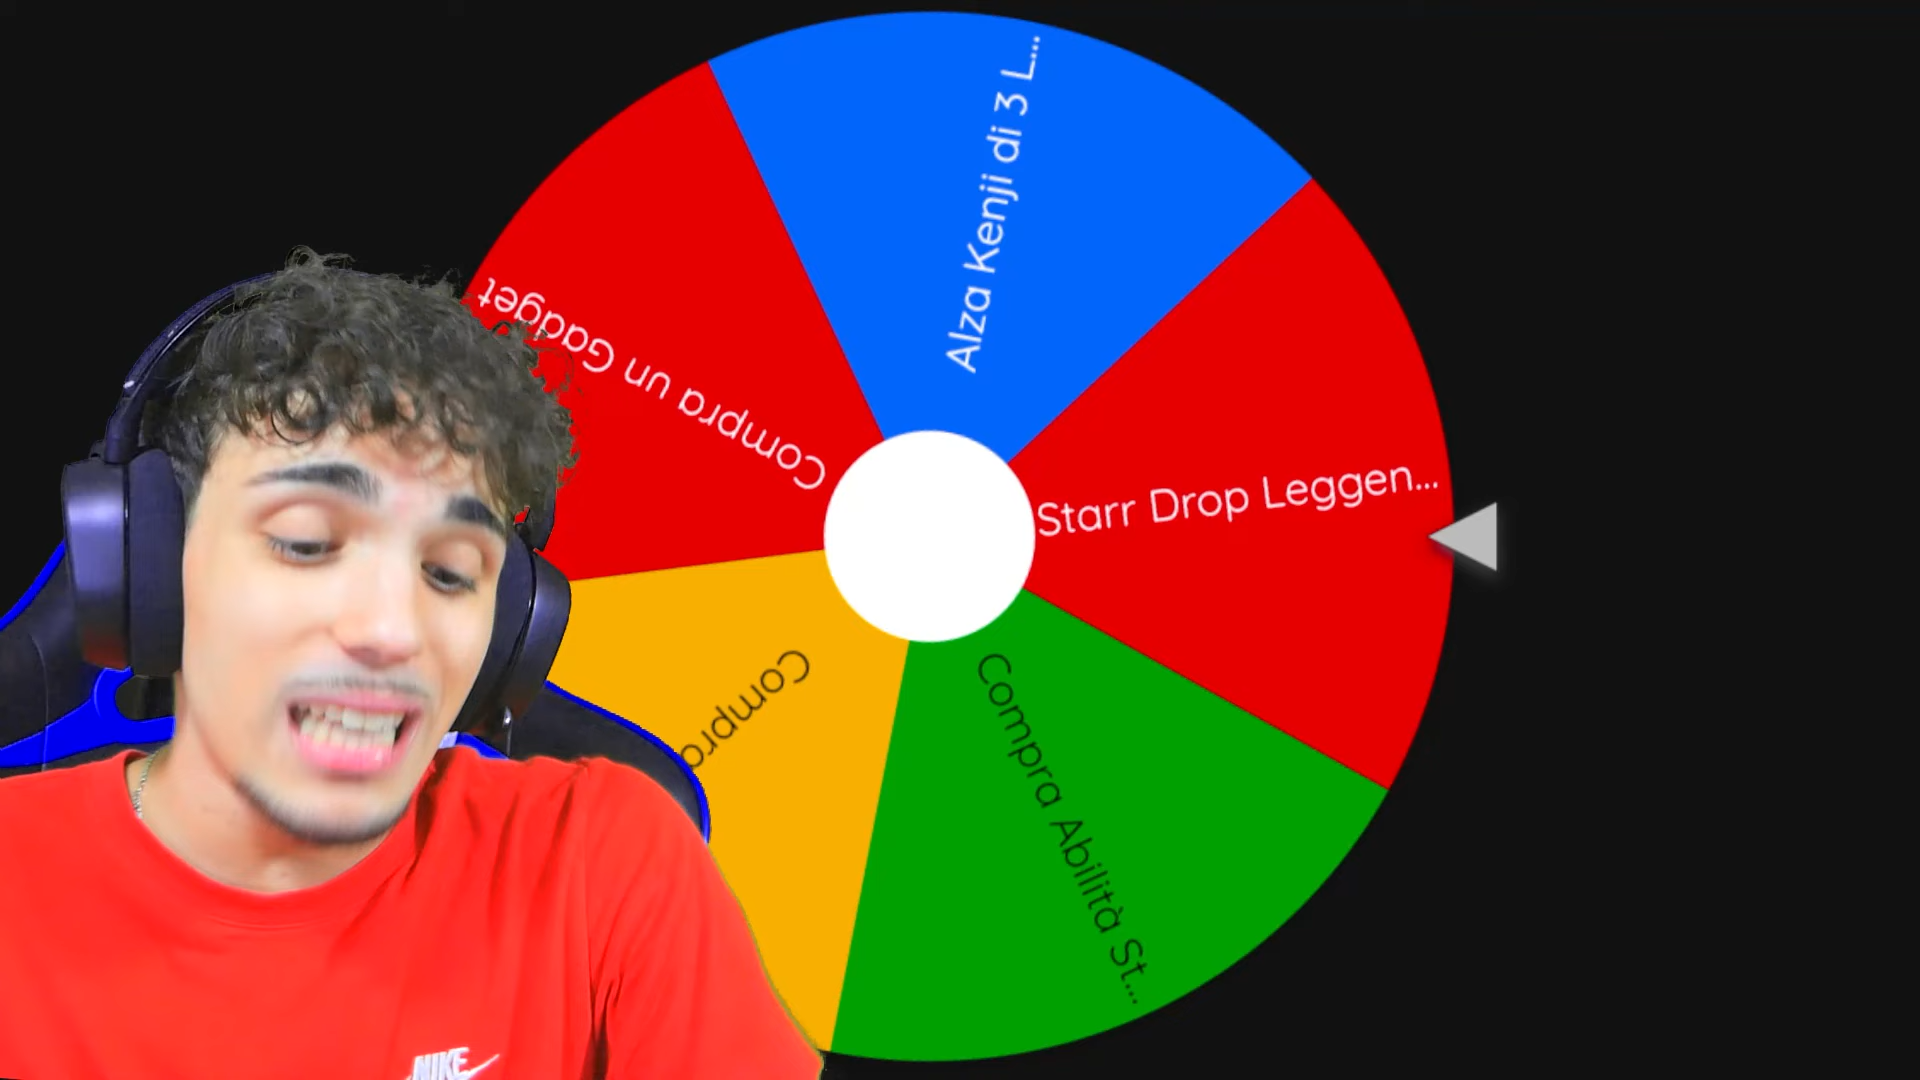 Alza Kenji di 3 L...
Compra un Gadget
Starr Drop Leggen...
Compra
Compra Abilità St...
NIKE